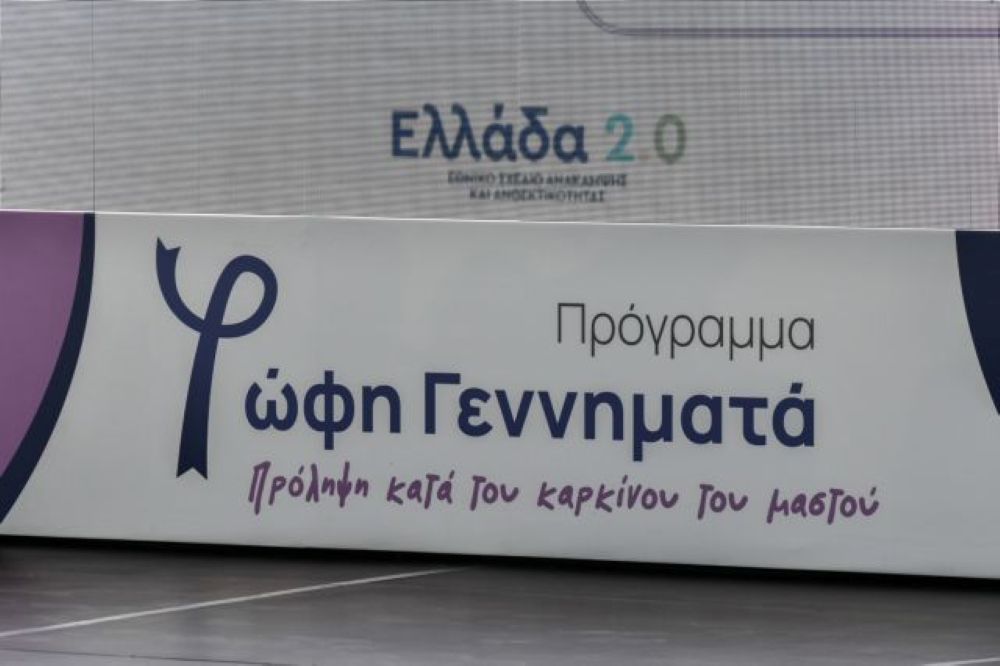 Ελλάδα 2.0
ΕΘΝΙΚΟ ΣΧΕΔΙΟ ΑΝΑΚΑΜΨΗΣ
ΚΑΙ ΑΝΘΕΚΤΙΚΟΤΗΤΑΣ
Πρόγραμμα
φώφη Γεννηματά
Πρόληψη κατά του καρκίνου του μαστού